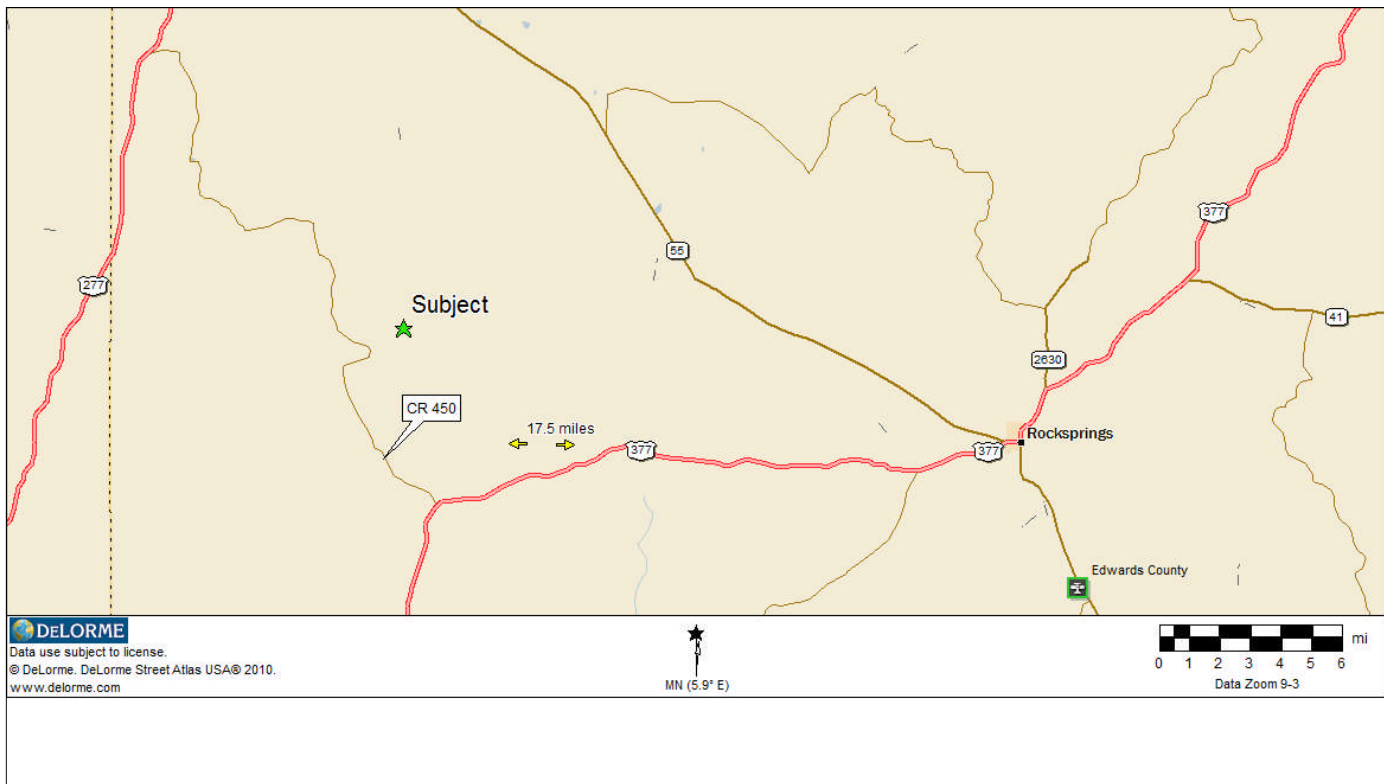 377
55
277
Subject
41
2630
CR 450
17.5 miles
377
377
Rocksprings
Edwards County
DELORME
Data use subject to license.
© DeLorme. DeLorme Street Atlas USA® 2010.
www.delorme.com
MN (5.9° E)
mi
0 1 2 3 4 5 6
Data Zoom 9-3